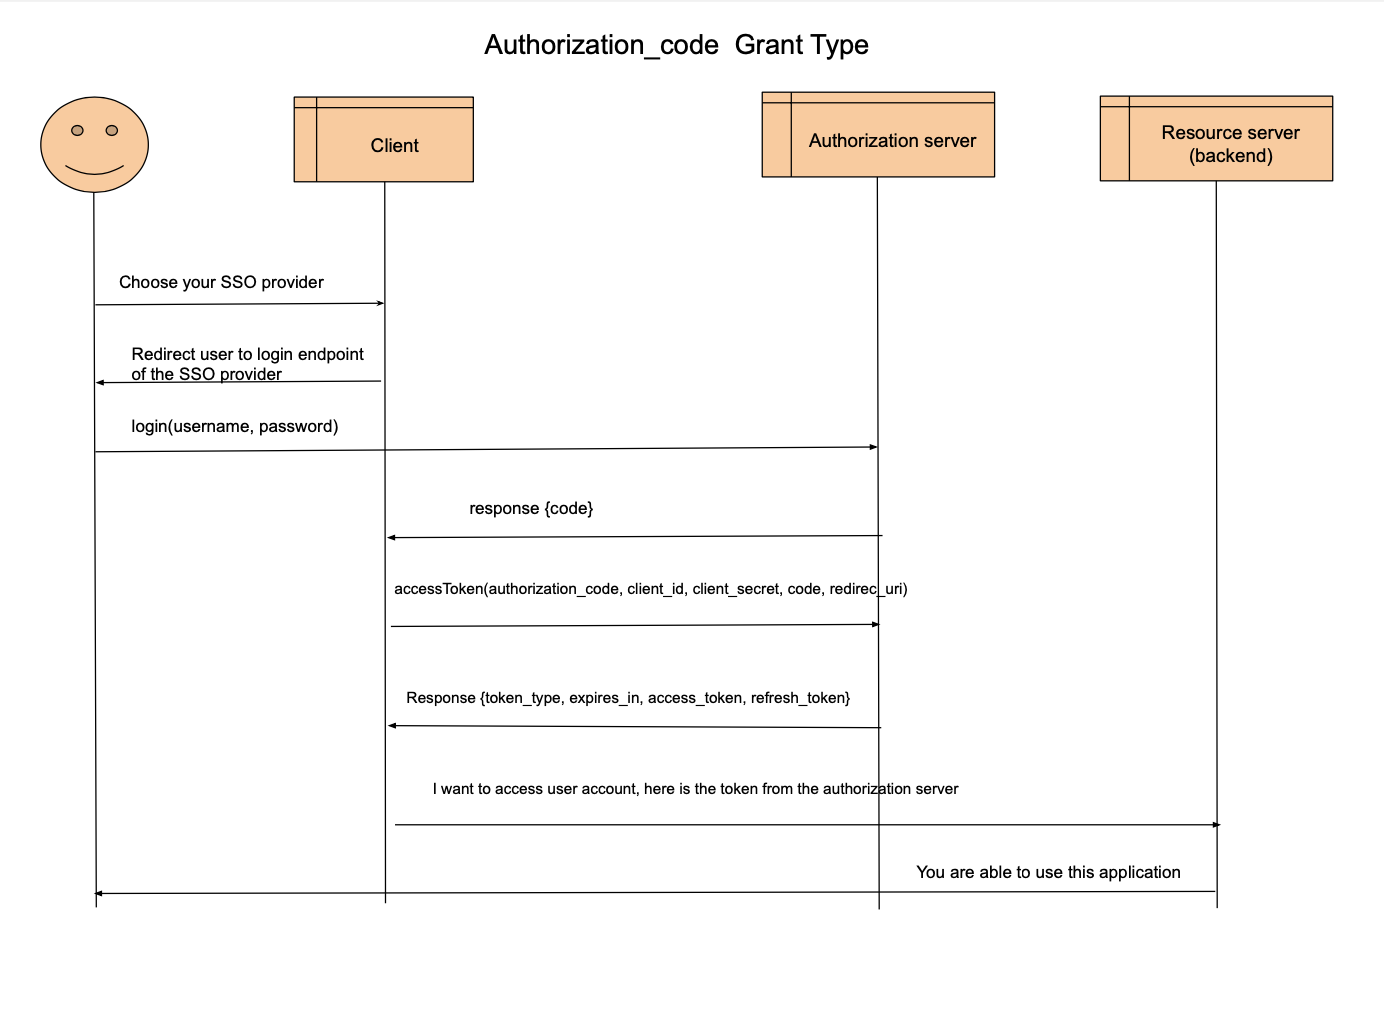 Authorization_code  Grant Type
Client
Authorization server
Resource server
(backend)
Choose your SSO provider
Redirect user to login endpoint
of the SSO provider
login(username, password)
response {code}
accessToken(authorization_code, client_id, client_secret, code, redirec_uri)
Response {token_type, expires_in, access_token, refresh_token}
I want to access user account, here is the token from the authorization server
You are able to use this application